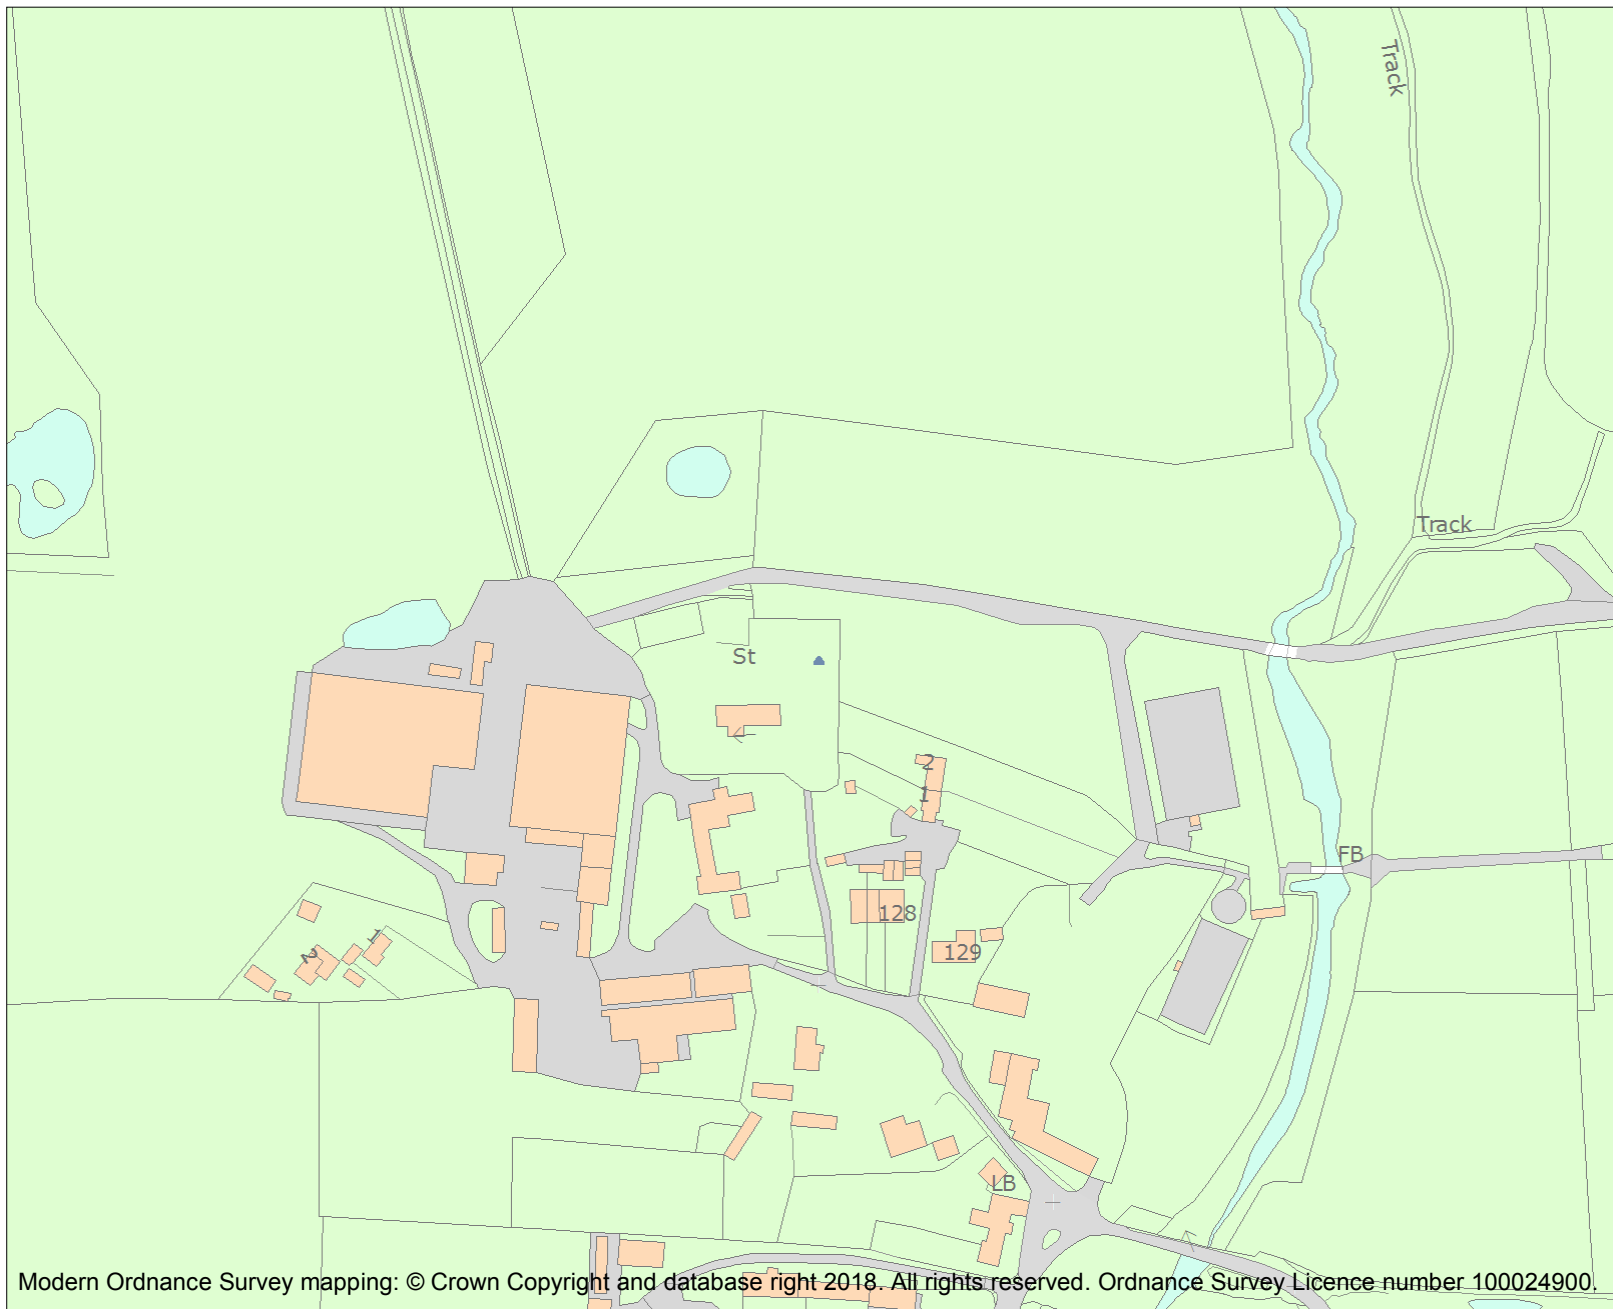 Track
Track
St
2
1
FB
128
1
2
129
LB
Modern Ordnance Survey mapping: © Crown Copyright and database right 2018. All rights reserved. Ordnance Survey Licence number 100024900.